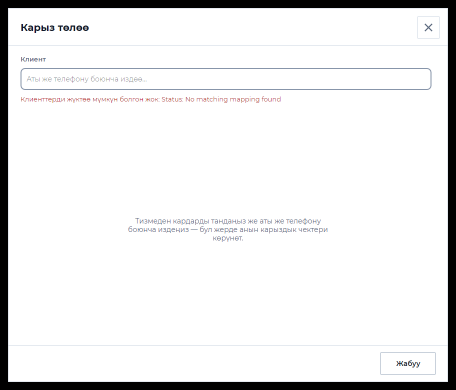 Карыз төлөө
Клиент
Аты же телефону боюнча издөө...
Клиенттерди жүктөө мүмкүн болгон жок. Status: No matching mapping found
Тизмеден кардарды тандаңыз же аты же телефону
боюнча издеңиз — бул жерде анын карыздык чектери
көрүнөт.
Жабуу